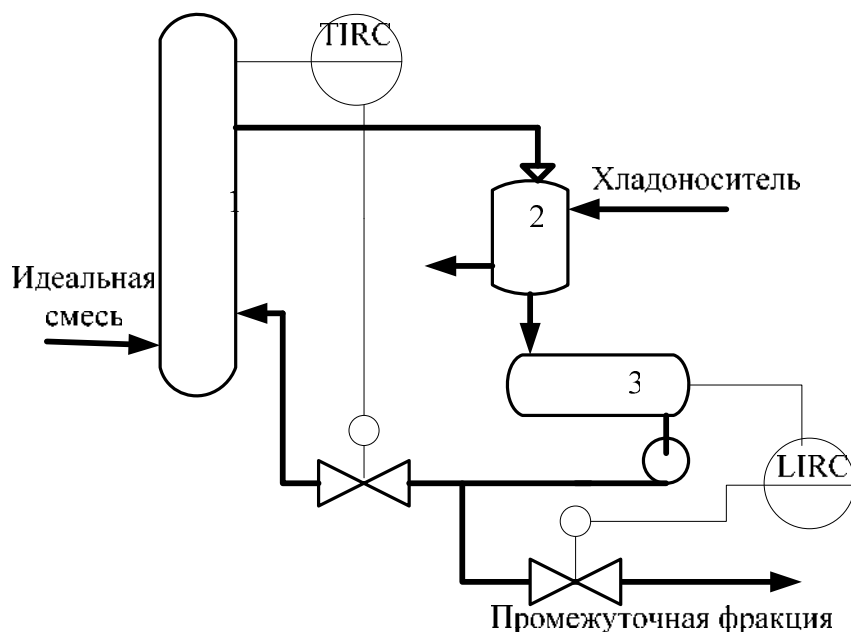 TIRC
Хладоноситель
1
2
Идеальная
смесь
3
LIRC
Промежуточная фракция